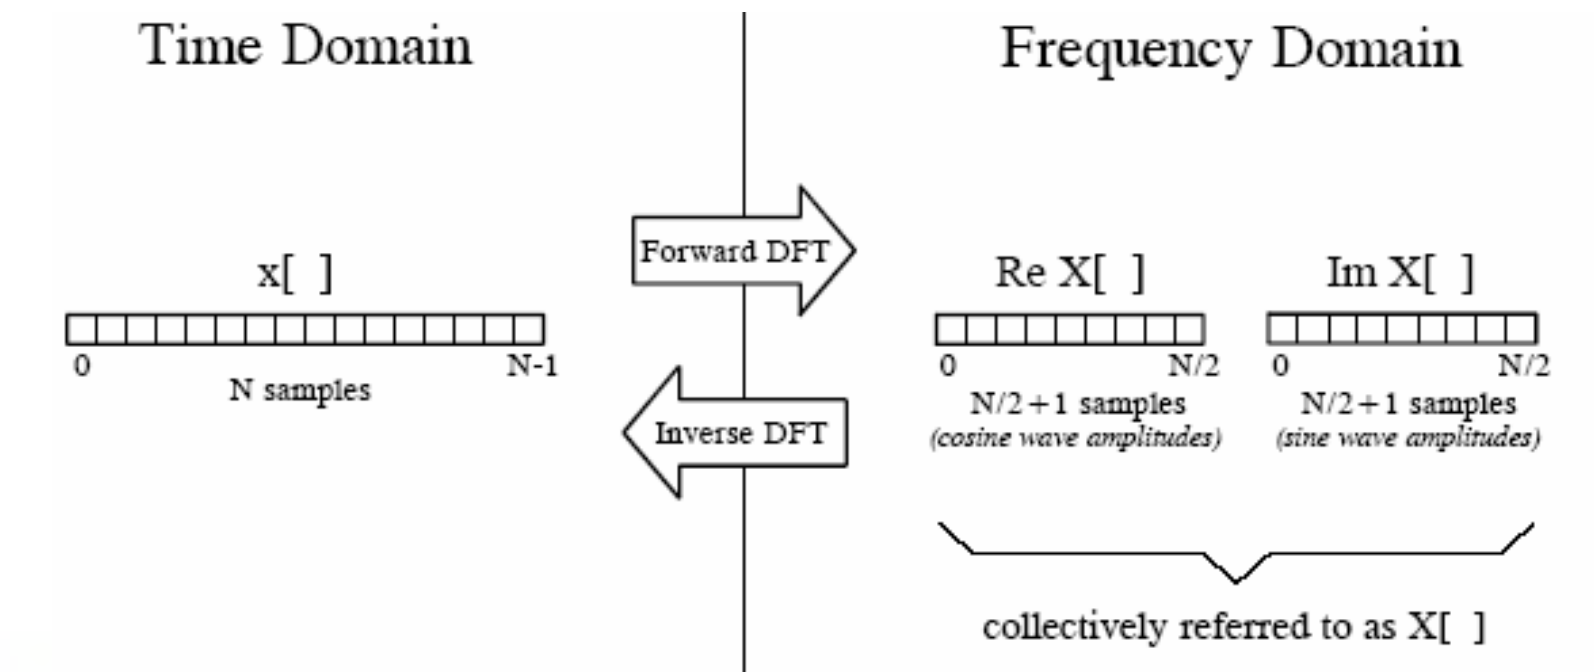 Time Domain
Frequency Domain
Forward DFT
x[ ]
Re X[ ]
Im X[ ]
0
N-1
N samples
0
N/2
0
N/2
N/2+1 samples
(cosine wave amplitudes)
N/2+1 samples
(sine wave amplitudes)
Inverse DFT
collectively referred to as X[ ]